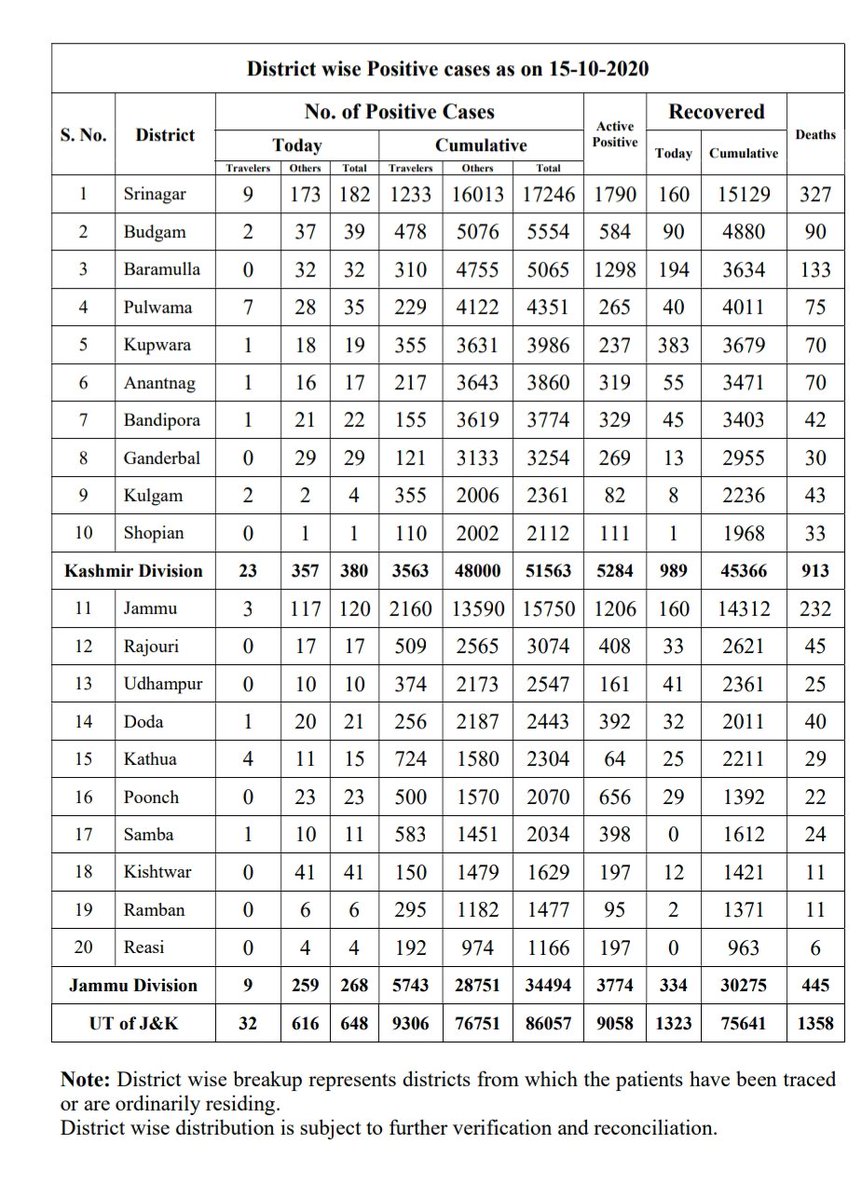 District wise Positive cases as on 15-10-2020
S. No. District No. of Positive Cases Active Positive Recovered Deaths
Today Cumulative Today Cumulative
Travelers Others Total Travelers Others Total
1 Srinagar 9 173 182 1233 16013 17246 1790 160 15129 327
2 Budgam 2 37 39 478 5076 5554 584 90 4880 90
3 Baramulla 0 32 32 310 4755 5065 1298 194 3634 133
4 Pulwama 7 28 35 229 4122 4351 265 40 4011 75
5 Kupwara 1 18 19 355 3631 3986 237 383 3679 70
6 Anantnag 1 16 17 217 3643 3860 319 55 3471 70
7 Bandipora 1 21 22 155 3619 3774 329 45 3403 42
8 Ganderbal 0 29 29 121 3133 3254 269 13 2955 30
9 Kulgam 2 2 4 355 2006 2361 82 8 2236 43
10 Shopian 0 1 1 110 2002 2112 111 1 1968 33
Kashmir Division 23 357 380 3563 48000 51563 5284 989 45366 913
11 Jammu 3 117 120 2160 13590 15750 1206 160 14312 232
12 Rajouri 0 17 17 509 2565 3074 408 33 2621 45
13 Udhampur 0 10 10 374 2173 2547 161 41 2361 25
14 Doda 1 20 21 256 2187 2443 392 32 2011 40
15 Kathua 4 11 15 724 1580 2304 64 25 2211 29
16 Poonch 0 23 23 500 1570 2070 656 29 1392 22
17 Samba 1 10 11 583 1451 2034 398 0 1612 24
18 Kishtwar 0 41 41 150 1479 1629 197 12 1421 11
19 Ramban 0 6 6 295 1182 1477 95 2 1371 11
20 Reasi 0 4 4 192 974 1166 197 0 963 6
Jammu Division 9 259 268 5743 28751 34494 3774 334 30275 445
UT of J&K 32 616 648 9306 76751 86057 9058 1323 75641 1358
Note: District wise breakup represents districts from which the patients have been traced
or are ordinarily residing.
District wise distribution is subject to further verification and reconciliation.